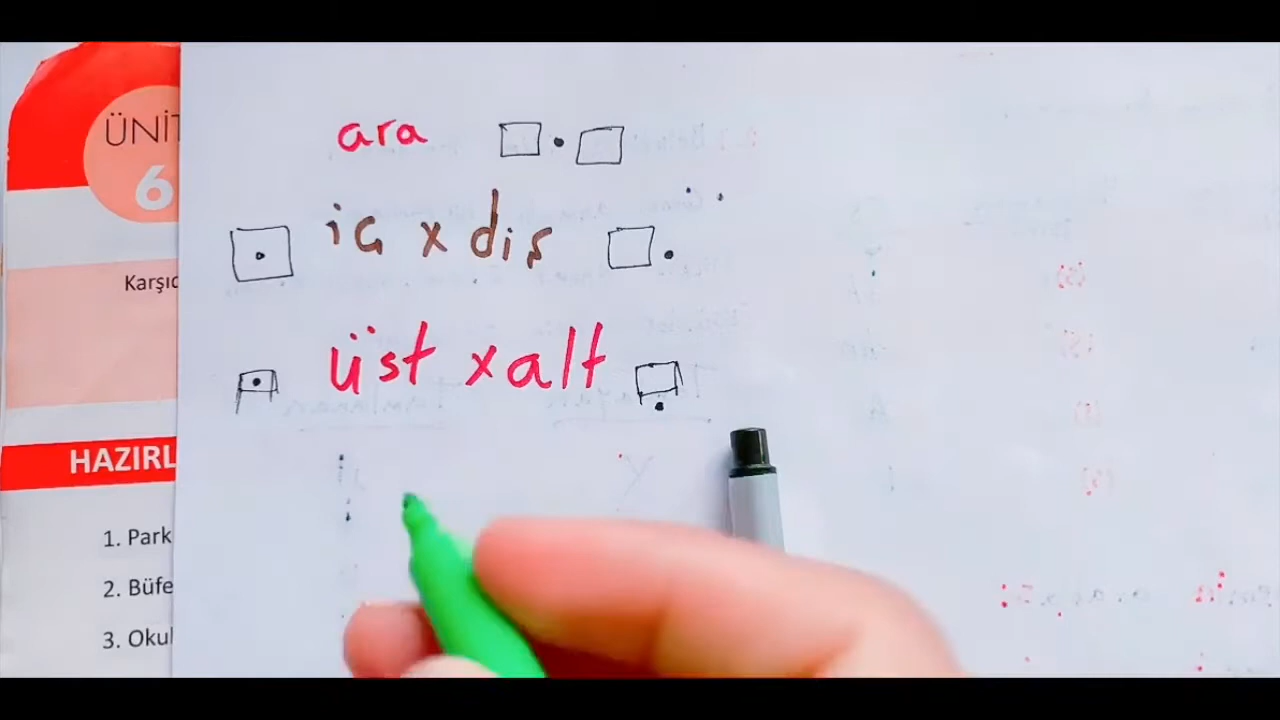 ÜNİT
6
Karşıd
HAZIRL
1. Park
2. Büfe
3. Okul
ara
iç x dış
üst x alt